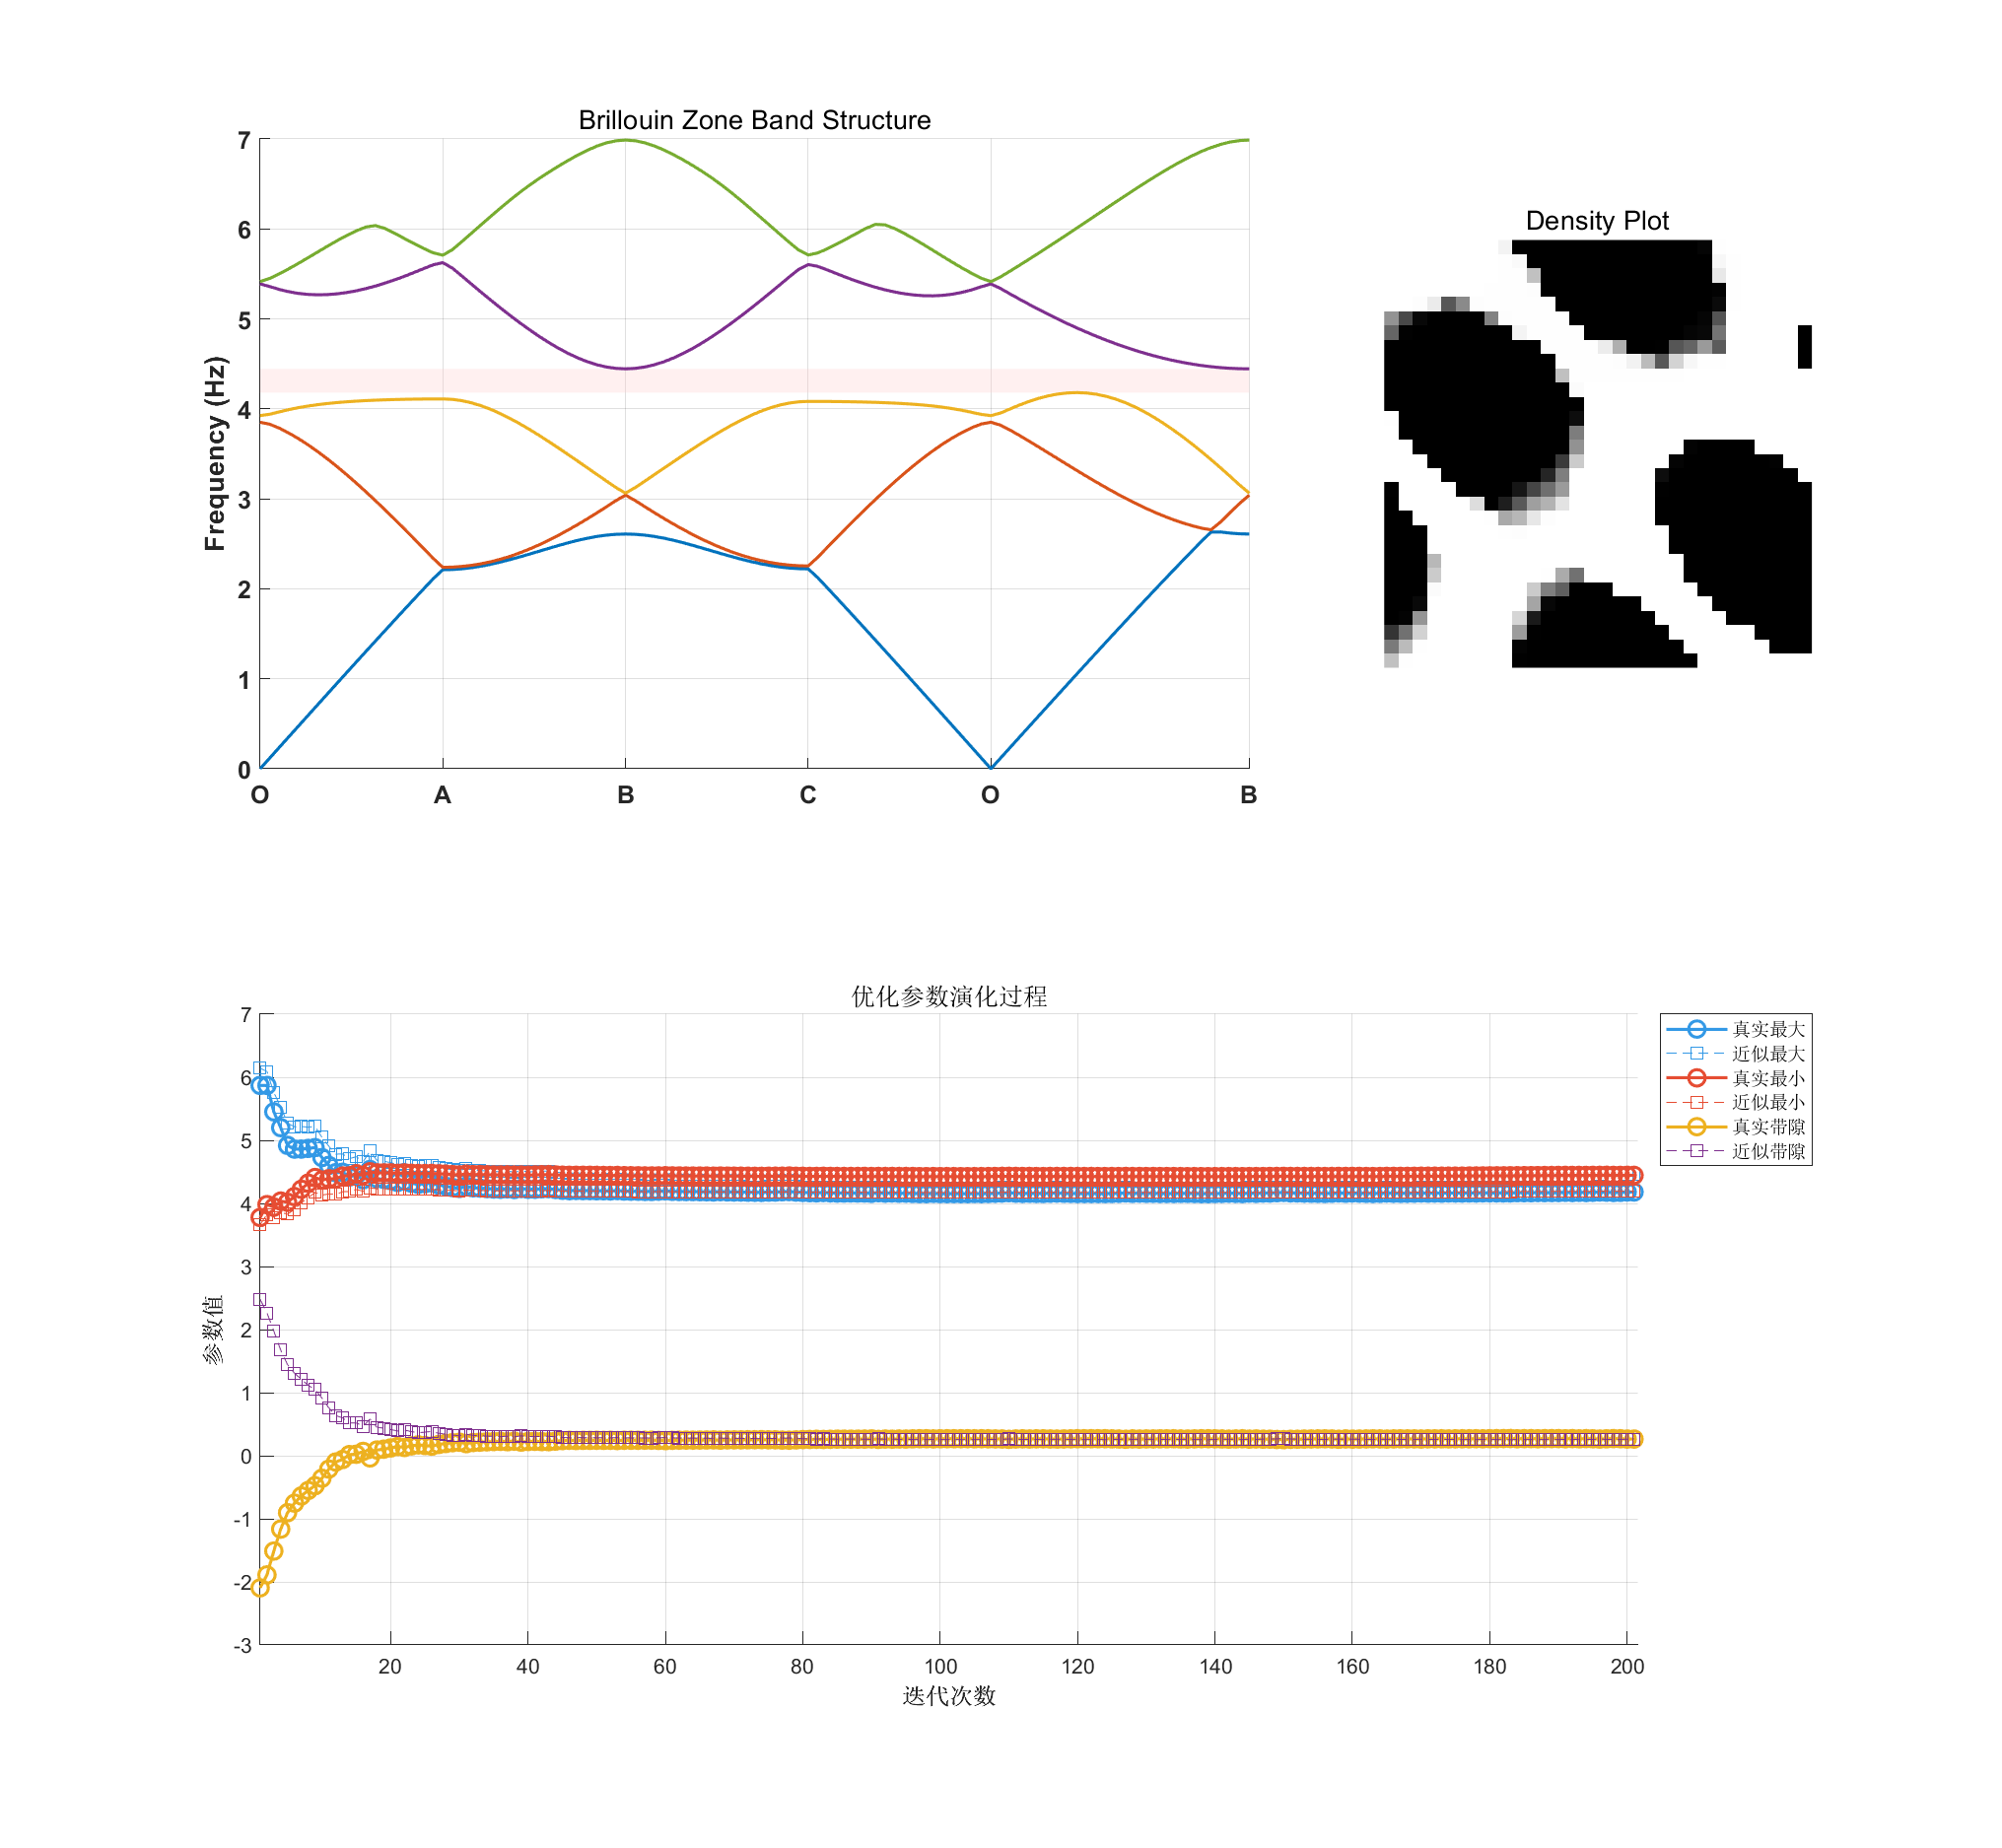 Brillouin Zone Band Structure
7
6
5
4
3
2
1
0
Frequency (Hz)
O A B C O B
Density Plot
优化参数演化过程
7
6
5
4
3
2
1
0
-1
-2
-3
参数值
20 40 60 80 100 120 140 160 180 200
迭代次数
真实最大
近似最大
真实最小
近似最小
真实带隙
近似带隙